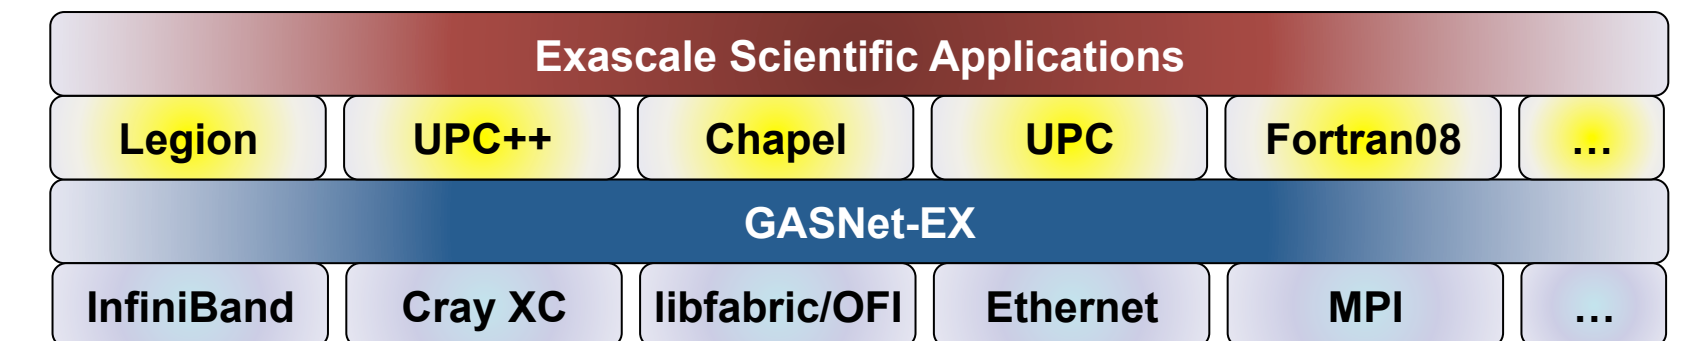 Exascale Scientific Applications
Legion UPC++ Chapel UPC Fortran08 ...
GASNet-EX
InfiniBand Cray XC libfabric/OFI Ethernet MPI ...